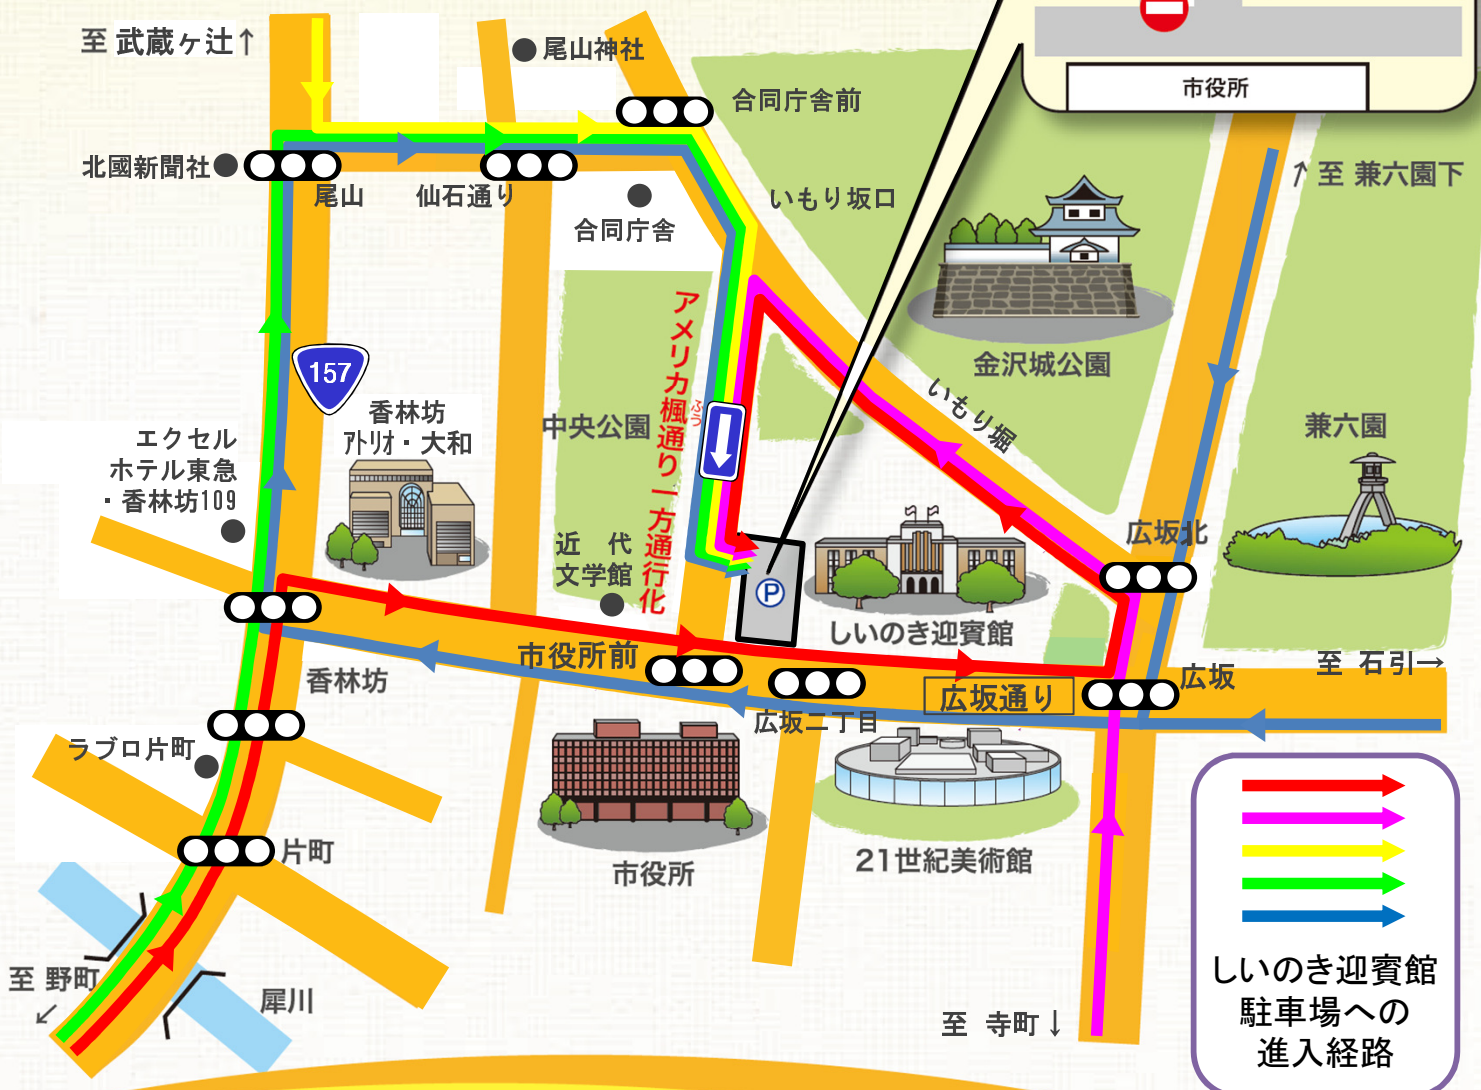 至 武蔵ヶ辻↑
尾山神社
合同庁舎前
市役所
北國新聞社
尾山
仙石通り
合同庁舎
いもり坂口
↑至 兼六園下
金沢城公園
157
アメリカ楓通り一方通行化
ふう
中央公園
香林坊
ｱﾄﾘｵ・大和
エクセル
ホテル東急
・香林坊109
いもり堀
兼六園
近 代
文学館
広坂北
P
しいのき迎賓館
市役所前
香林坊
広坂二丁目
広坂通り
広坂
至 石引→
ラブロ片町
片町
市役所
21世紀美術館
至 野町
↙
犀川
至 寺町↓
しいのき迎賓館
駐車場への
進入経路